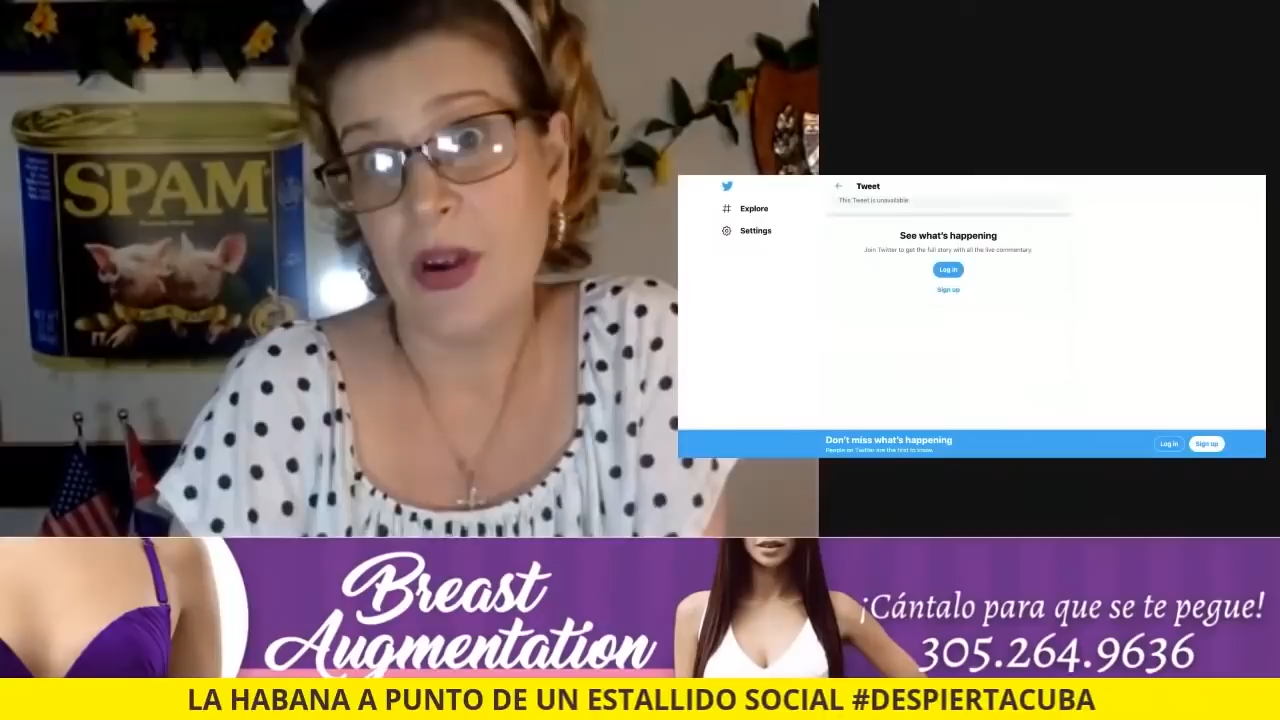 SPAM
Tweet
This Tweet is unavailable.
Explore
Settings
See what's happening
Join Twitter to get the full story with all the live commentary.
Log in
Sign up
Don't miss what's happening
People on Twitter are the first to know.
Log in
Sign up
Breast
Augmentation
¡Cántalo para que se te pegue!
305.264.9636
LA HABANA A PUNTO DE UN ESTALLIDO SOCIAL #DESPIERTACUBA